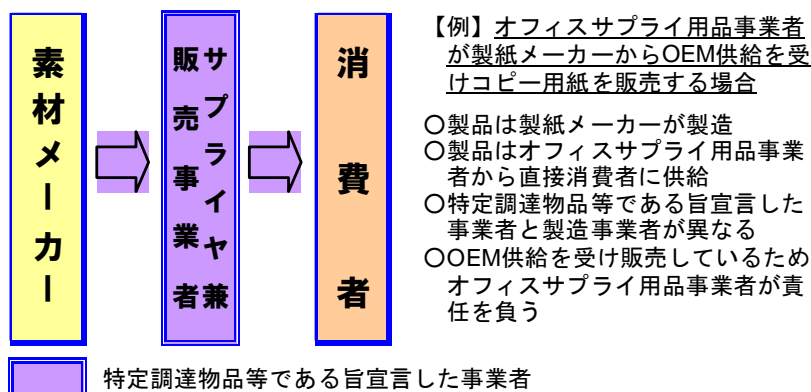 素材メーカー
サプライヤ兼
販売事業者
消費者
【例】オフィスサプライ用品事業者
が製紙メーカーからOEM供給を受
けコピー用紙を販売する場合
○製品は製紙メーカーが製造
○製品はオフィスサプライ用品事業
者から直接消費者に供給
○特定調達物品等である旨宣言した
事業者と製造事業者が異なる
○OEM供給を受け販売しているため
オフィスサプライ用品事業者が責
任を負う
特定調達物品等である旨宣言した事業者